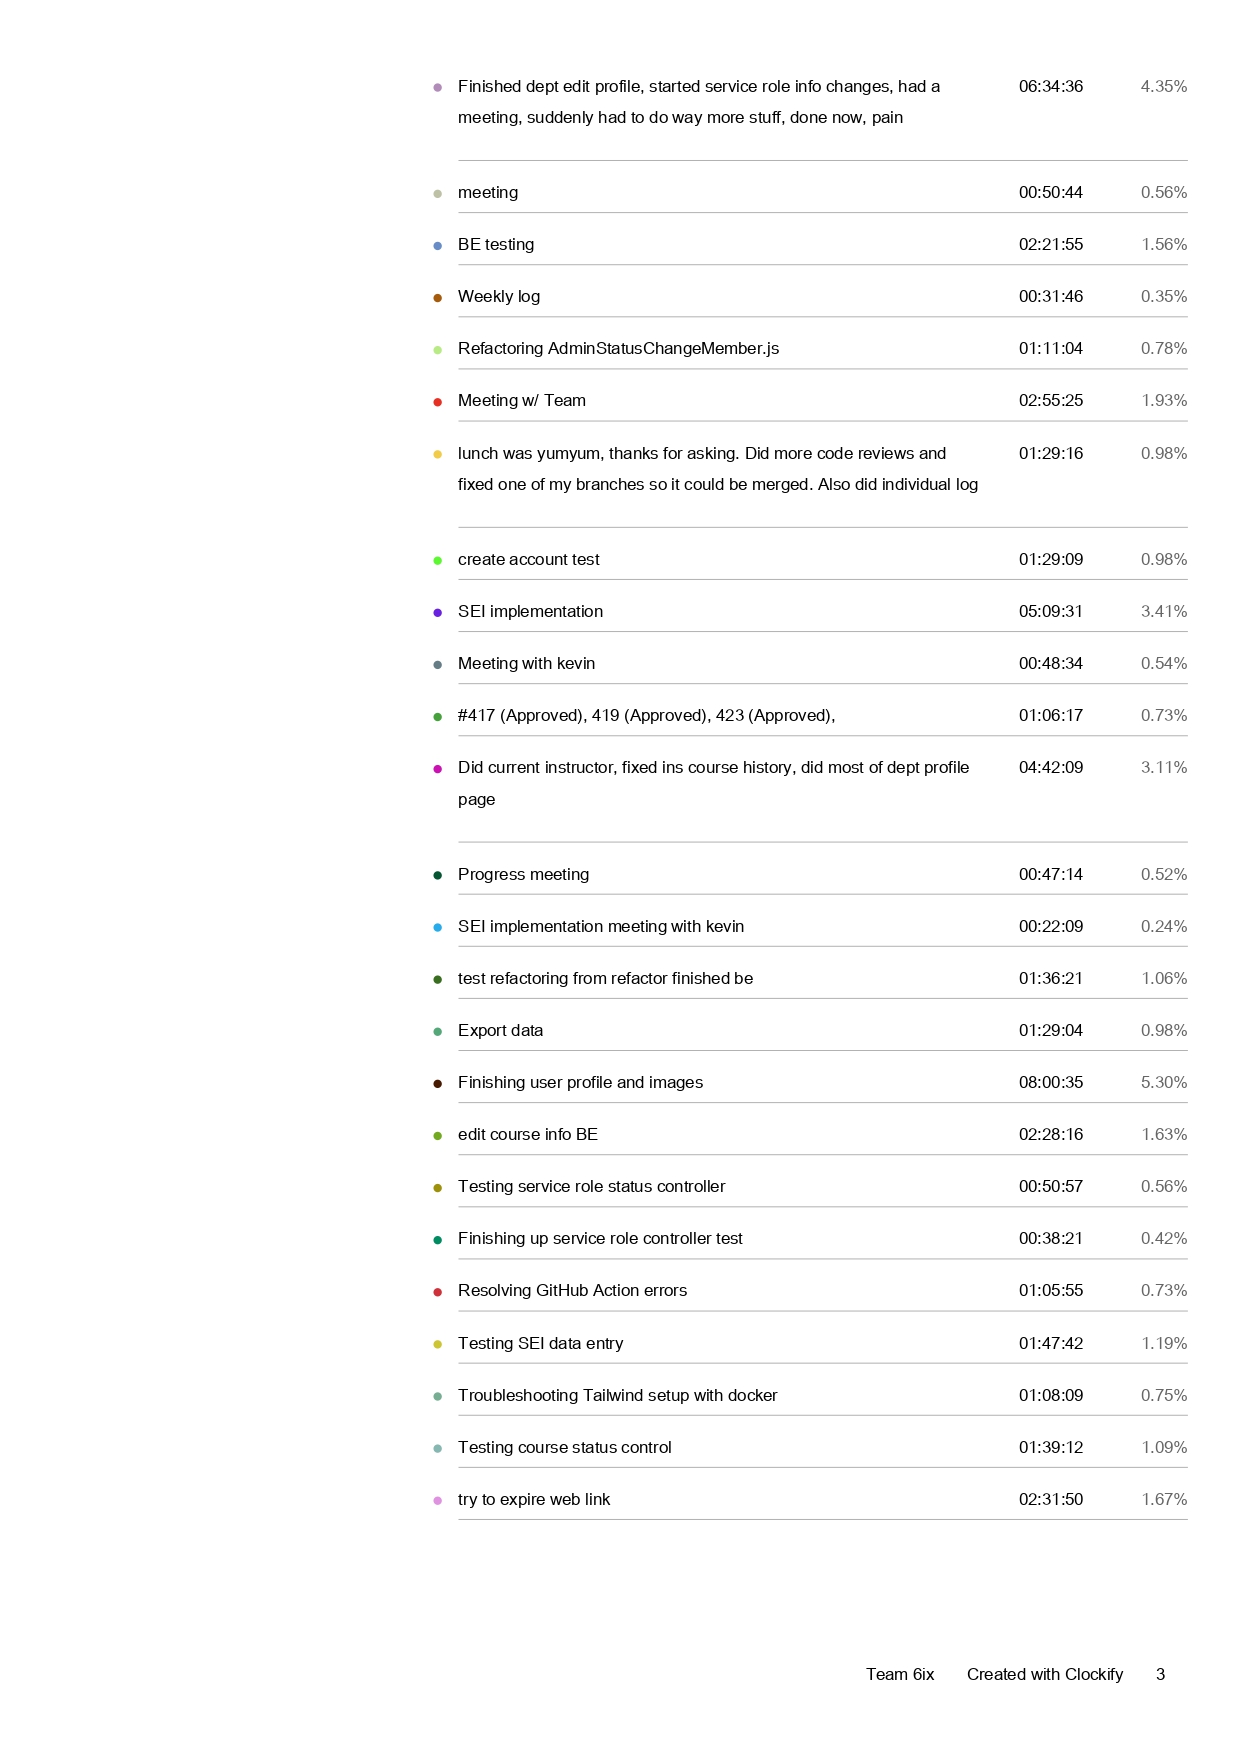 Finished dept edit profile, started service role info changes, had a 06:34:36 4.35%
meeting, suddenly had to do way more stuff, done now, pain
meeting 00:50:44 0.56%
BE testing 02:21:55 1.56%
Weekly log 00:31:46 0.35%
Refactoring AdminStatusChangeMember.js 01:11:04 0.78%
Meeting w/ Team 02:55:25 1.93%
lunch was yumyum, thanks for asking. Did more code reviews and 01:29:16 0.98%
fixed one of my branches so it could be merged. Also did individual log
create account test 01:29:09 0.98%
SEI implementation 05:09:31 3.41%
Meeting with kevin 00:48:34 0.54%
#417 (Approved), 419 (Approved), 423 (Approved), 01:06:17 0.73%
Did current instructor, fixed ins course history, did most of dept profile 04:42:09 3.11%
page
Progress meeting 00:47:14 0.52%
SEI implementation meeting with kevin 00:22:09 0.24%
test refactoring from refactor finished be 01:36:21 1.06%
Export data 01:29:04 0.98%
Finishing user profile and images 08:00:35 5.30%
edit course info BE 02:28:16 1.63%
Testing service role status controller 00:50:57 0.56%
Finishing up service role controller test 00:38:21 0.42%
Resolving GitHub Action errors 01:05:55 0.73%
Testing SEI data entry 01:47:42 1.19%
Troubleshooting Tailwind setup with docker 01:08:09 0.75%
Testing course status control 01:39:12 1.09%
try to expire web link 02:31:50 1.67%
Team 6ix Created with Clockify 3